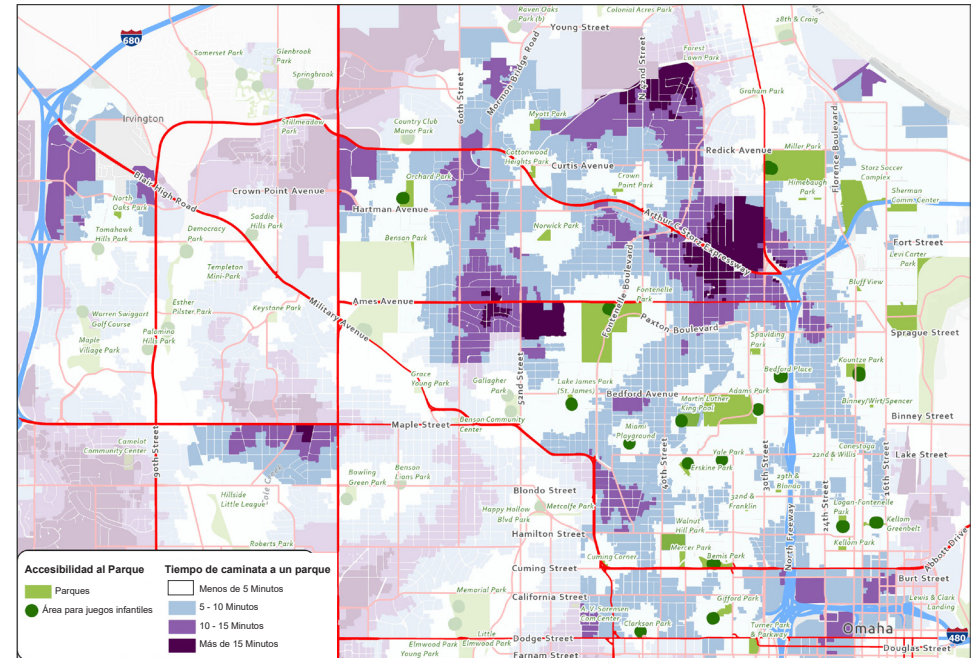 Raven Oaks
Park (b)
Colonial Acres Park
Young Street
28th & Craig
680
Somerset Park
Glenbrook
Park
Springbrook
Forest
Lawn Park
60th Street
Mormon Bridge Road
N 42nd Street
Graham Park
Irvington
Stillmeadow
Park
Country Club
Manor Park
Myott Park
Florence Boulevard
Cottonwood
Heights Park
Redick Avenue
Miller Park
Curtis Avenue
Storz Soccer
Complex
Orchard Park
Crown
Point Park
Himebaugh
Park
Blair High Road
Crown Point Avenue
Sherman
Comm Center
North
Oaks Park
Hartman Avenue
Saddle
Hills Park
Arthur C Storz Expressway
Tomahawk
Hills Park
Democracy
Park
Norwick Park
Benson Park
Fort Street
Levi Carter
Park
Templeton
Mini-Park
Fontenelle Boulevard
Bluff View
Esther
Pilster Park
Keystone Park
Ames Avenue
Fontenelle
Park
Military Avenue
Warren Swiggart
Golf Course
Paxton Boulevard
Palomino
Hills Park
Spaulding
Park
Sprague Street
Maple
Village Park
52nd Street
Kountze Park
Grace
Young Park
Gallagher
Park
Lake James Park
(St. James)
Bedford Place
Bedford Avenue
Adams Park
Martin Luther
King Pool
Binney/Wirt/Spencer
Benson Community
Center
Binney Street
Maple Street
Miami
Playground
Camelot
Community Center
90th Street
Conestoga
22nd & Willis
Lake Street
40th Street
30th Street
16th Street
Yale Park
Bowling
Green Park
Benson
Lions Park
Erskine Park
29th &
Blondo
Blondo Street
24th Street
Hillside
Little League
Happy Hollow
Blvd Park
Metcalfe Park
32nd &
Franklin
Logan-Fontenelle
Park
Kellom
Greenbelt
North Freeway
Walnut
Hill Park
Hamilton Street
Roberts Park
Mercer Park
Kellom Park
Abbott Drive
Cuming Corner
Bemis Park
Cuming Street
Burt Street
Memorial Park
California Street
Gifford Park
Lewis & Clark
Landing
A. V. Sorensen
Com Center
Clarkson Park
Turner Park
& Parkway
Omaha
Little
Elmwood Park
Elmwood Park
Young Park
Dodge Street
480
Douglas Street
Farnam Street
Accesibilidad al Parque
Parques
Área para juegos infantiles
Tiempo de caminata a un parque
Menos de 5 Minutos
5 - 10 Minutos
10 - 15 Minutos
Más de 15 Minutos